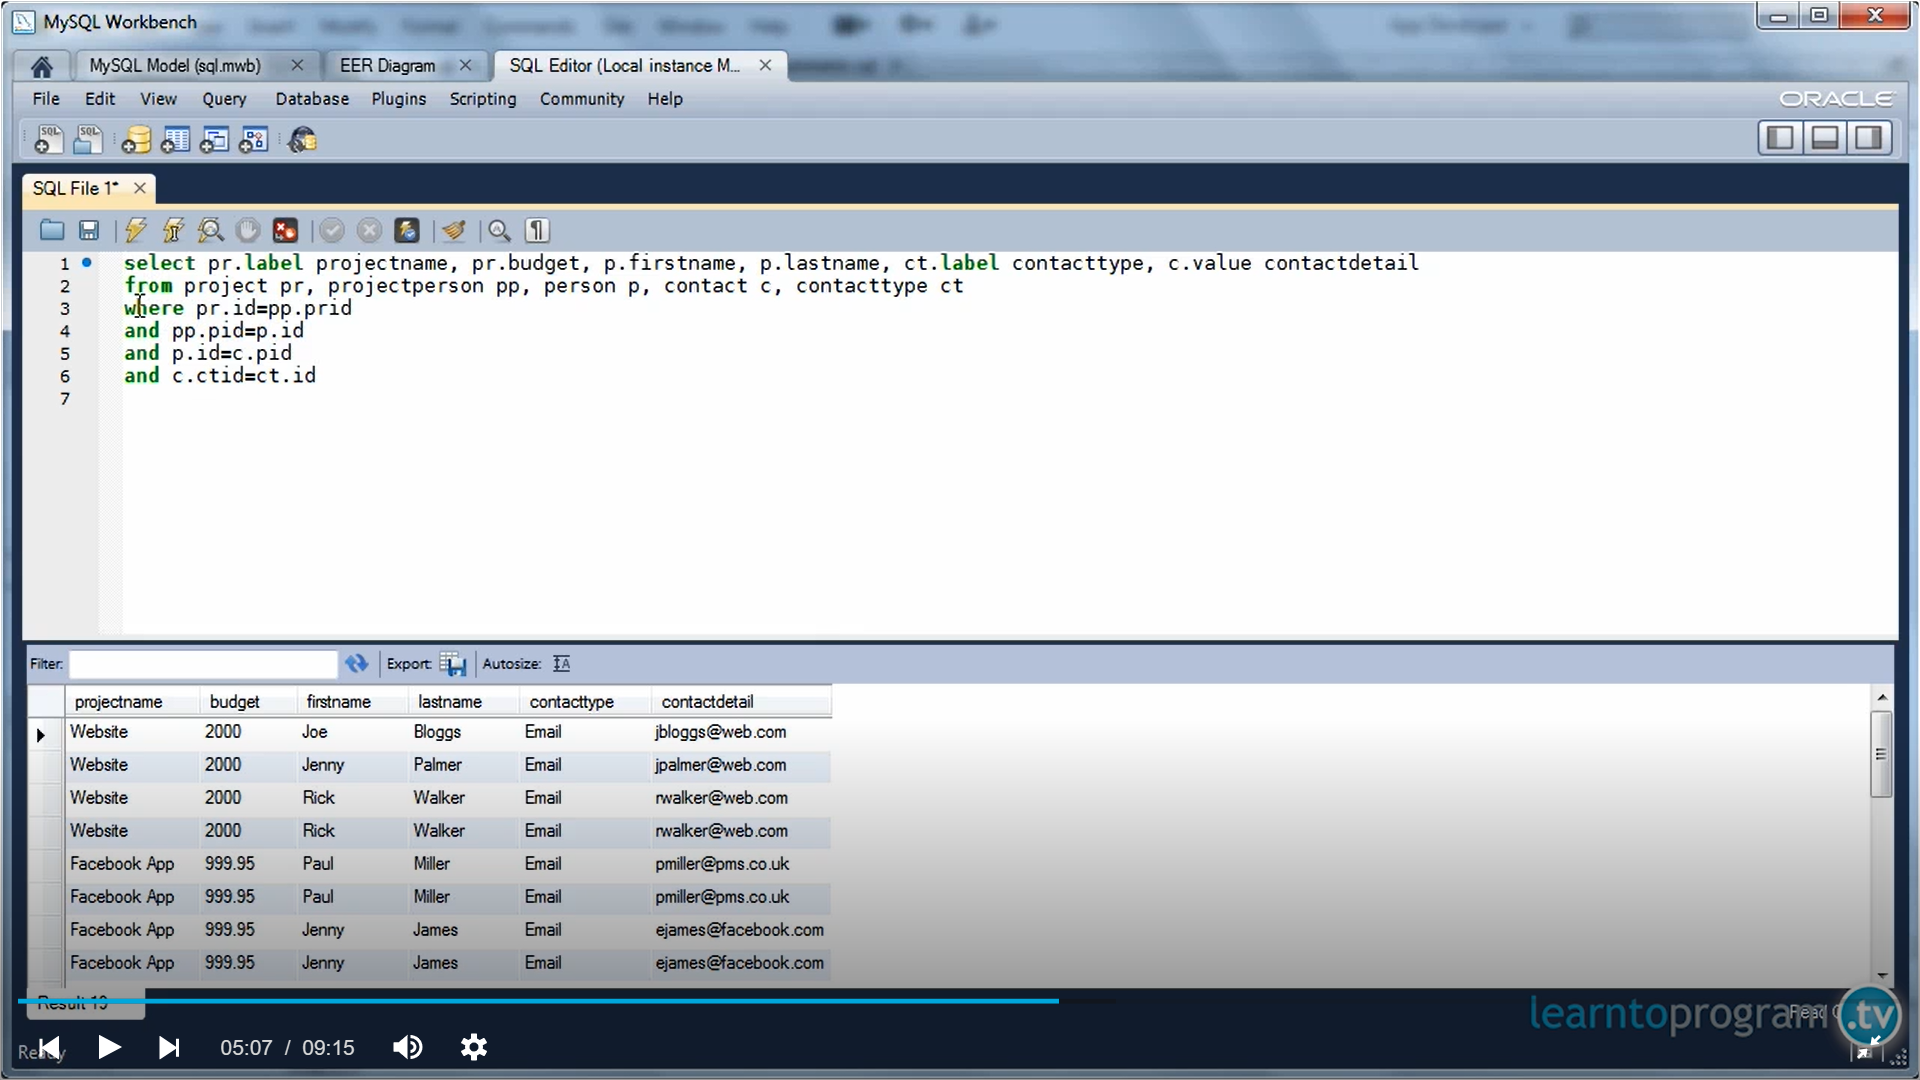 MySQL Workbench
MySQL Model (sql.mwb) EER Diagram SQL Editor (Local instance M...
File Edit View Query Database Plugins Scripting Community Help
ORACLE
SQL File 1*
1 select pr.label projectname, pr.budget, p.firstname, p.lastname, ct.label contacttype, c.value contactdetail
2 from project pr, projectperson pp, person p, contact c, contacttype ct
3 where pr.id=pp.prid
4 and pp.pid=p.id
5 and p.id=c.pid
6 and c.ctid=ct.id
7
Filter: Export: Autosize:
projectname budget firstname lastname contacttype contactdetail
Website 2000 Joe Bloggs Email jbloggs@web.com
Website 2000 Jenny Palmer Email jpalmer@web.com
Website 2000 Rick Walker Email rwalker@web.com
Website 2000 Rick Walker Email rwalker@web.com
Facebook App 999.95 Paul Miller Email pmiller@pms.co.uk
Facebook App 999.95 Paul Miller Email pmiller@pms.co.uk
Facebook App 999.95 Jenny James Email ejames@facebook.com
Facebook App 999.95 Jenny James Email ejames@facebook.com
Result 19
learntoprogram.tv
Ready
05:07 / 09:15